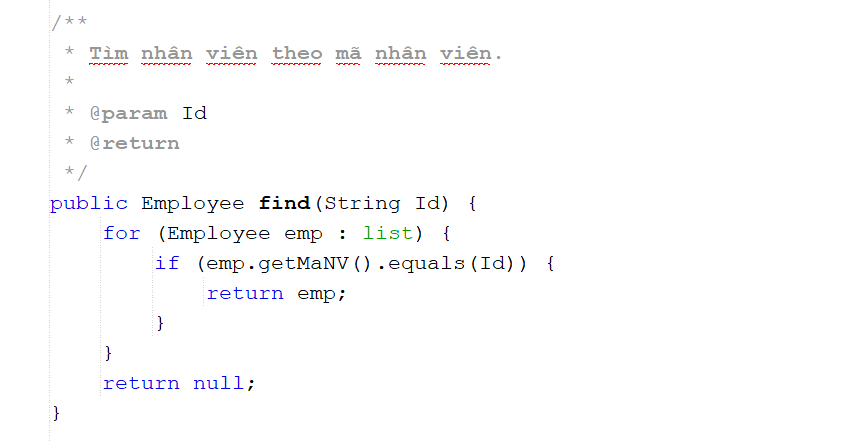 /**
 * Tìm nhân viên theo mã nhân viên.
 *
 * @param Id
 * @return
 */
public Employee find(String Id) {
    for (Employee emp : list) {
        if (emp.getMaNV().equals(Id)) {
            return emp;
        }
    }
    return null;
}